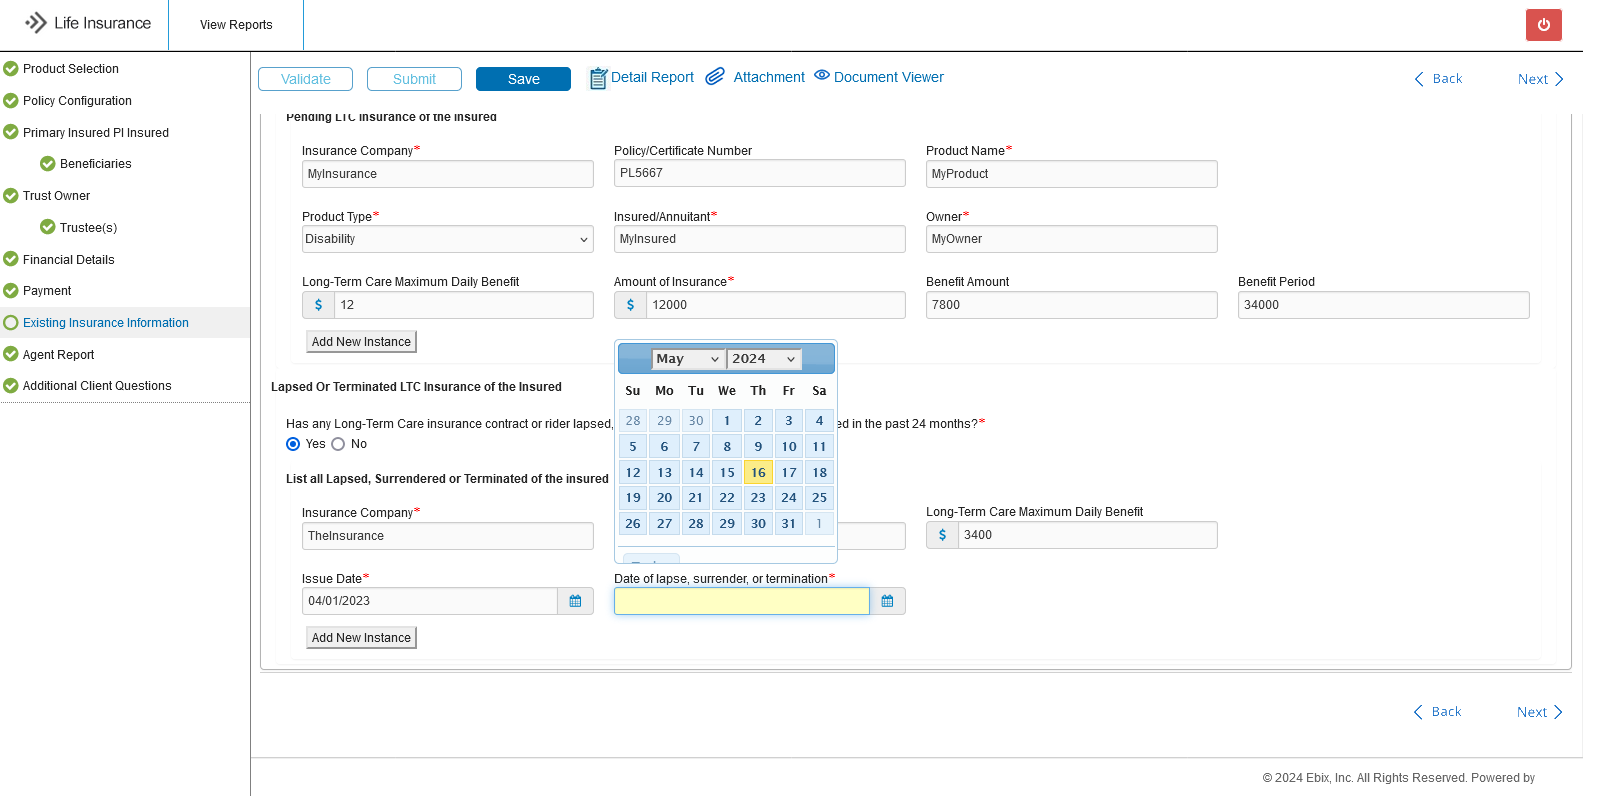 Life Insurance
View Reports
Product Selection
Policy Configuration
Primary Insured PI Insured
Beneficiaries
Trust Owner
Trustee(s)
Financial Details
Payment
Existing Insurance Information
Agent Report
Additional Client Questions
Validate Submit Save Detail Report Attachment Document Viewer Back Next
Pending LTC Insurance of the Insured
Insurance Company* Policy/Certificate Number Product Name*
MyInsurance PL5667 MyProduct
Product Type* Insured/Annuitant* Owner*
Disability MyInsured MyOwner
Long-Term Care Maximum Daily Benefit Amount of Insurance* Benefit Amount Benefit Period
$ 12 $ 12000 7800 34000
Add New Instance
May 2024
Su Mo Tu We Th Fr Sa
28 29 30 1 2 3 4
5 6 7 8 9 10 11
12 13 14 15 16 17 18
19 20 21 22 23 24 25
26 27 28 29 30 31 1
Lapsed Or Terminated LTC Insurance of the Insured
Has any Long-Term Care insurance contract or rider lapsed, ed in the past 24 months?*
Yes No
List all Lapsed, Surrendered or Terminated of the insured
Insurance Company* Long-Term Care Maximum Daily Benefit
TheInsurance $ 3400
Issue Date* Date of lapse, surrender, or termination*
04/01/2023
Add New Instance
Back Next
© 2024 Ebix, Inc. All Rights Reserved. Powered by